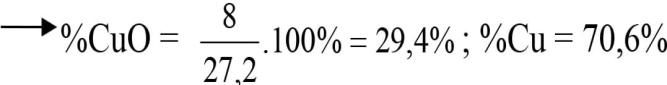 ⟶ %CuO = 8/27,2 .100% = 29,4% ; %Cu = 70,6%